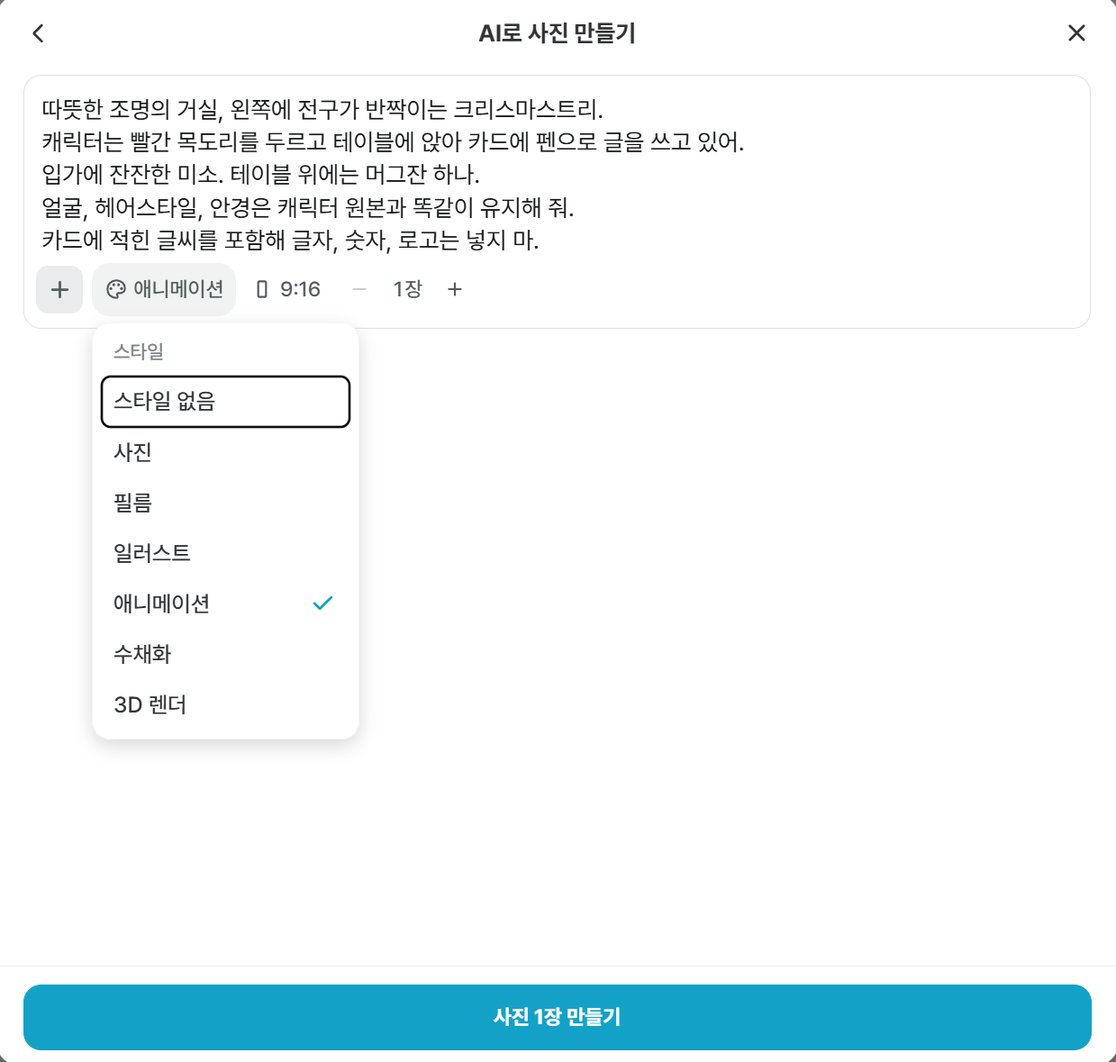 AI로 사진 만들기
따뜻한 조명의 거실, 왼쪽에 전구가 반짝이는 크리스마스트리.
캐릭터는 빨간 목도리를 두르고 테이블에 앉아 카드에 펜으로 글을 쓰고 있어.
입가에 잔잔한 미소. 테이블 위에는 머그잔 하나.
얼굴, 헤어스타일, 안경은 캐릭터 원본과 똑같이 유지해 줘.
카드에 적힌 글씨를 포함해 글자, 숫자, 로고는 넣지 마.
애니메이션 9:16 1장
스타일
스타일 없음
사진
필름
일러스트
애니메이션
수채화
3D 렌더
사진 1장 만들기